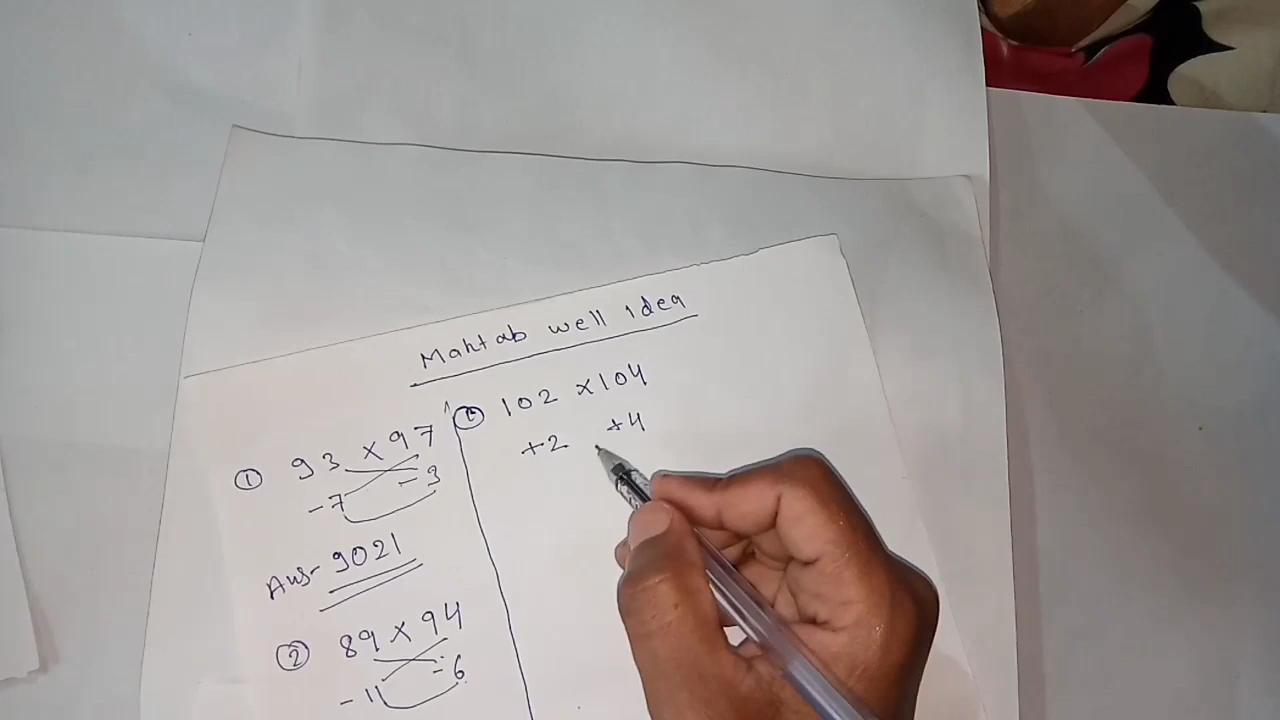 Mahtab well Idea
① 93 × 97
-7 -3
Ans- 9021
② 89 × 94
-11 -6
102 × 104
+2 +4